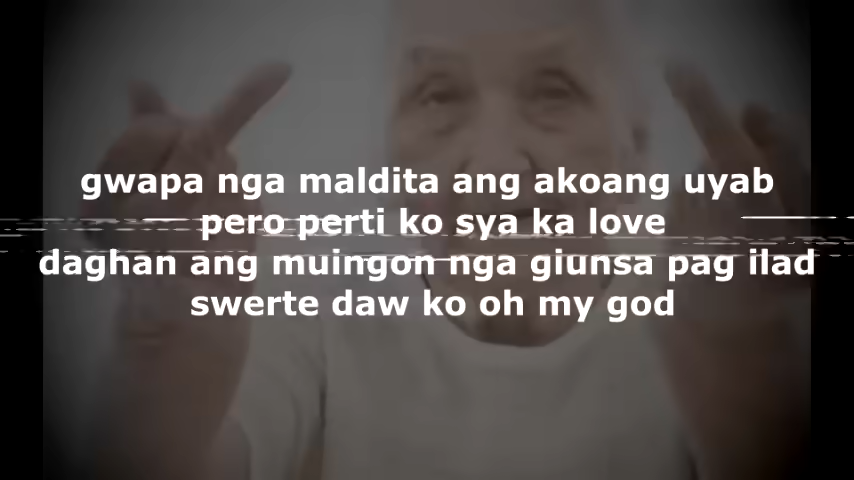 gwapa nga maldita ang akoang uyab
pero perti ko sya ka love
daghan ang muingon nga giunsa pag ilad
swerte daw ko oh my god